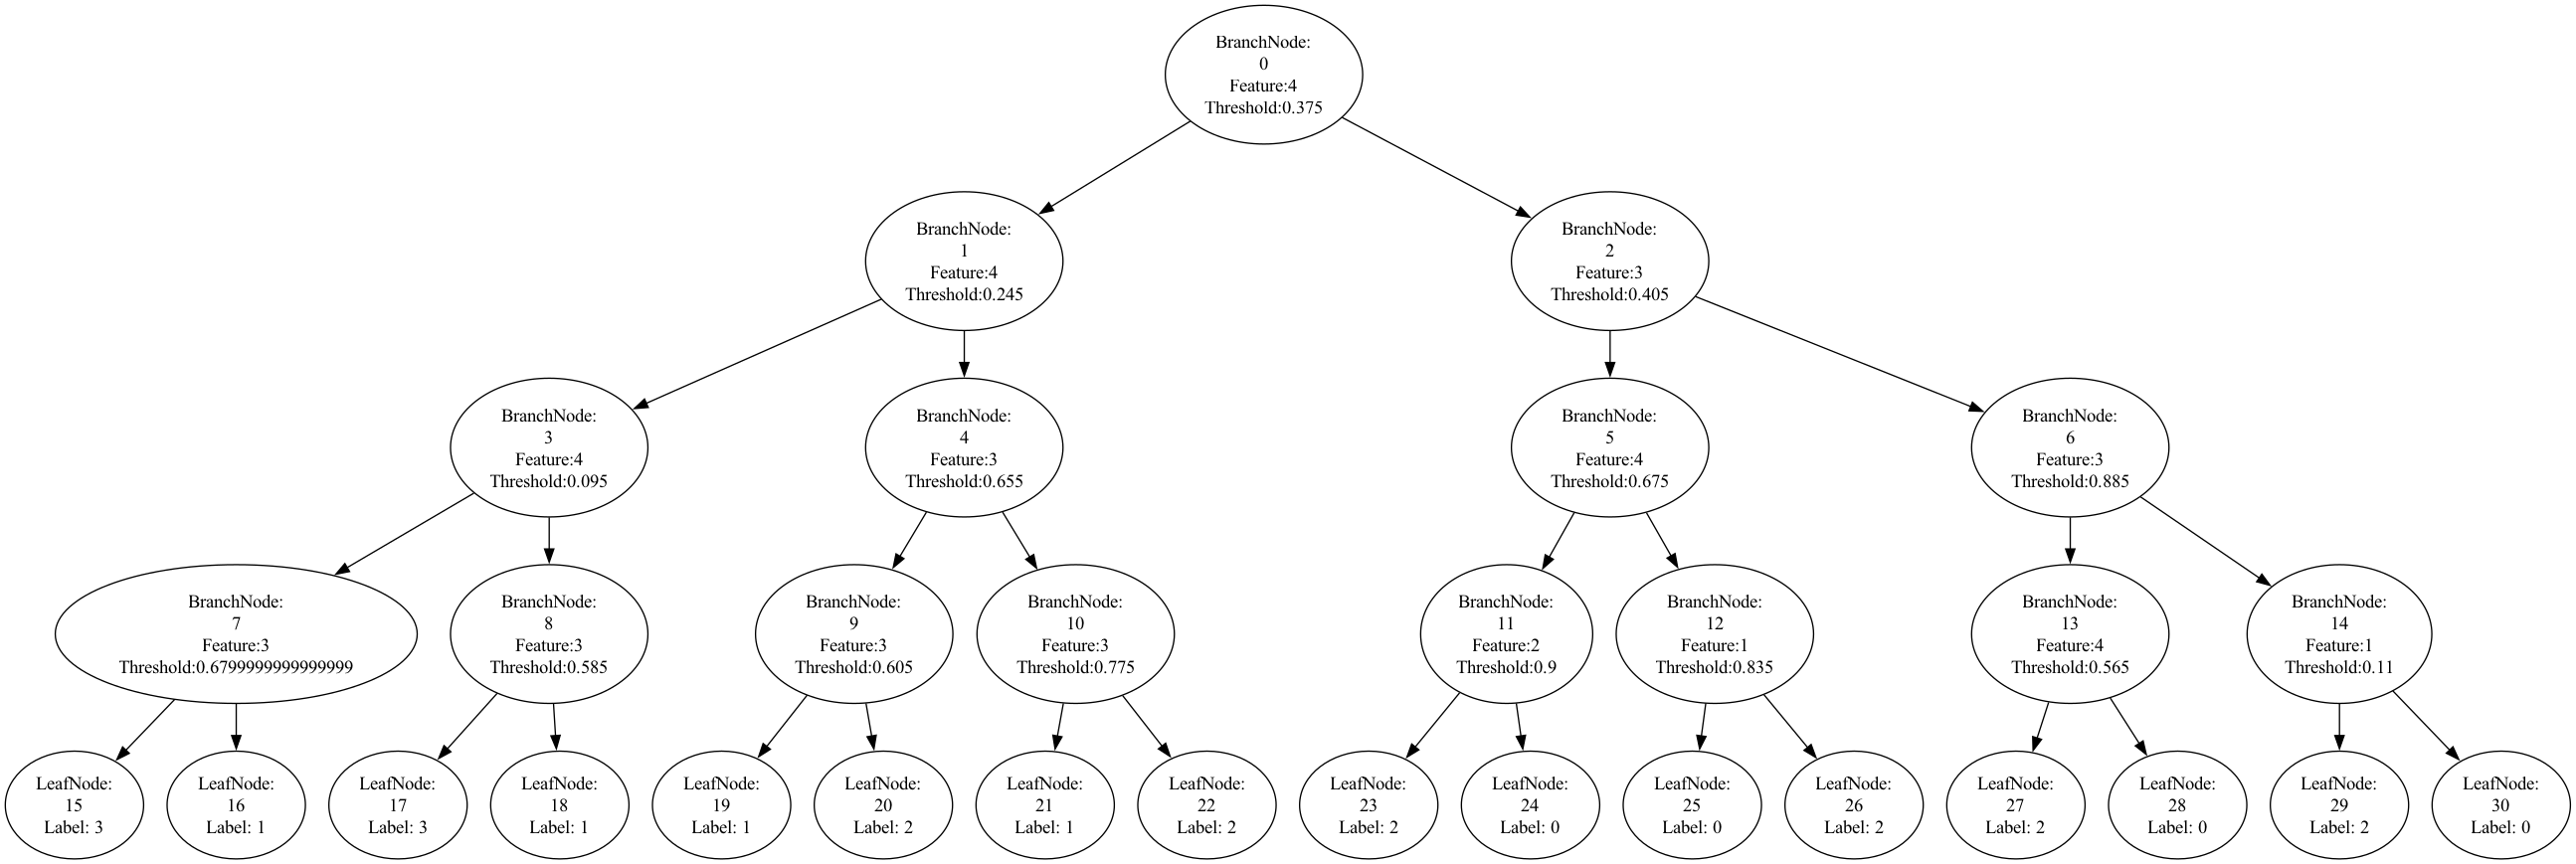 BranchNode:
0
Feature:4
Threshold:0.375
BranchNode:
1
Feature:4
Threshold:0.245
BranchNode:
2
Feature:3
Threshold:0.405
BranchNode:
3
Feature:4
Threshold:0.095
BranchNode:
4
Feature:3
Threshold:0.655
BranchNode:
5
Feature:4
Threshold:0.675
BranchNode:
6
Feature:3
Threshold:0.885
BranchNode:
7
Feature:3
Threshold:0.6799999999999999
BranchNode:
8
Feature:3
Threshold:0.585
BranchNode:
9
Feature:3
Threshold:0.605
BranchNode:
10
Feature:3
Threshold:0.775
BranchNode:
11
Feature:2
Threshold:0.9
BranchNode:
12
Feature:1
Threshold:0.835
BranchNode:
13
Feature:4
Threshold:0.565
BranchNode:
14
Feature:1
Threshold:0.11
LeafNode:
15
Label: 3
LeafNode:
16
Label: 1
LeafNode:
17
Label: 3
LeafNode:
18
Label: 1
LeafNode:
19
Label: 1
LeafNode:
20
Label: 2
LeafNode:
21
Label: 1
LeafNode:
22
Label: 2
LeafNode:
23
Label: 2
LeafNode:
24
Label: 0
LeafNode:
25
Label: 0
LeafNode:
26
Label: 2
LeafNode:
27
Label: 2
LeafNode:
28
Label: 0
LeafNode:
29
Label: 2
LeafNode:
30
Label: 0